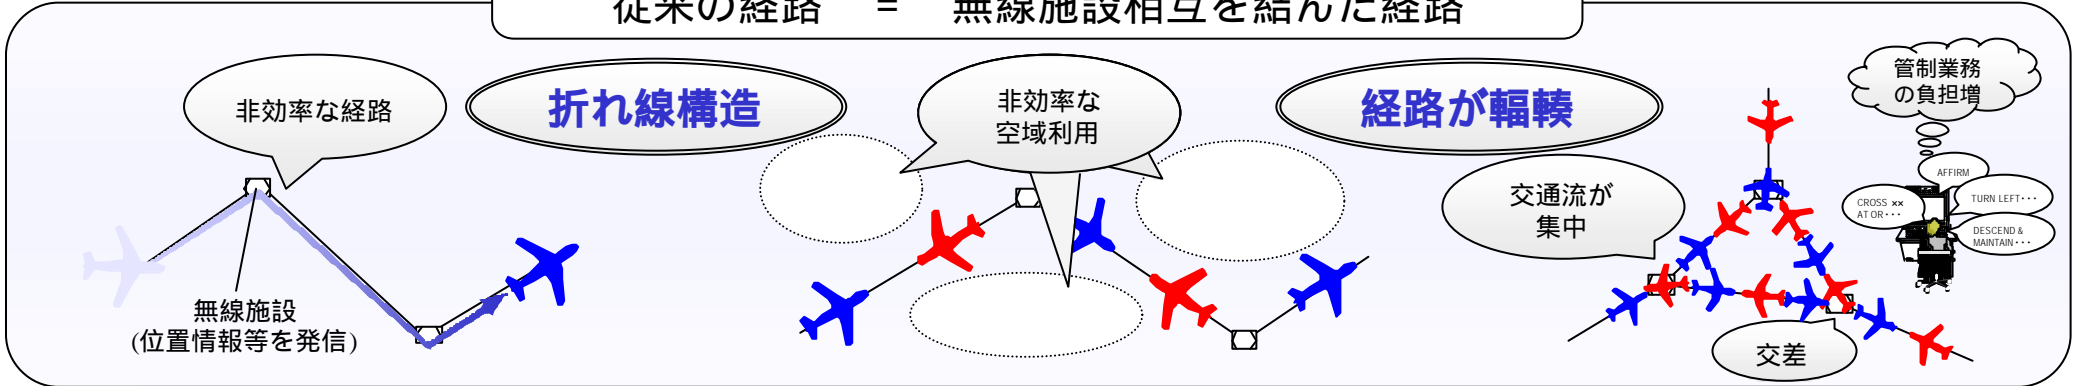 従来の経路 = 無線施設相互を結んだ経路
非効率な経路
折れ線構造
非効率な
空域利用
経路が輻輳
管制業務
の負担増
交通流が
集中
AFFIRM
CROSS ××
AT OR・・・
TURN LEFT・・・
DESCEND &
MAINTAIN・・・
無線施設
(位置情報等を発信)
交差